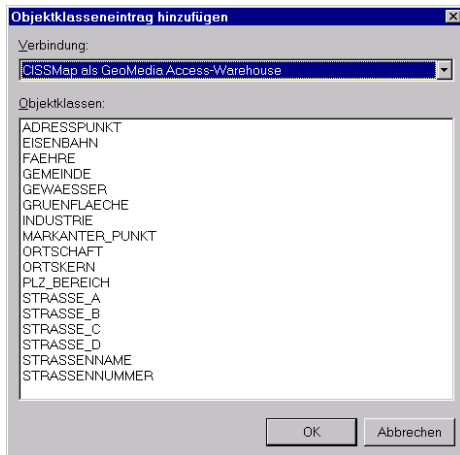 Objektklasseneintrag hinzufügen
Verbindung:
CISSMap als GeoMedia Access-Warehouse
Objektklassen:
ADRESSPUNKT
EISENBAHN
FAEHRE
GEMEINDE
GEWAESSER
GRUENFLAECHE
INDUSTRIE
MARKANTER_PUNKT
ORTSCHAFT
ORTSKERN
PLZ_BEREICH
STRASSE_A
STRASSE_B
STRASSE_C
STRASSE_D
STRASSENNAME
STRASSENNUMMER
OK Abbrechen